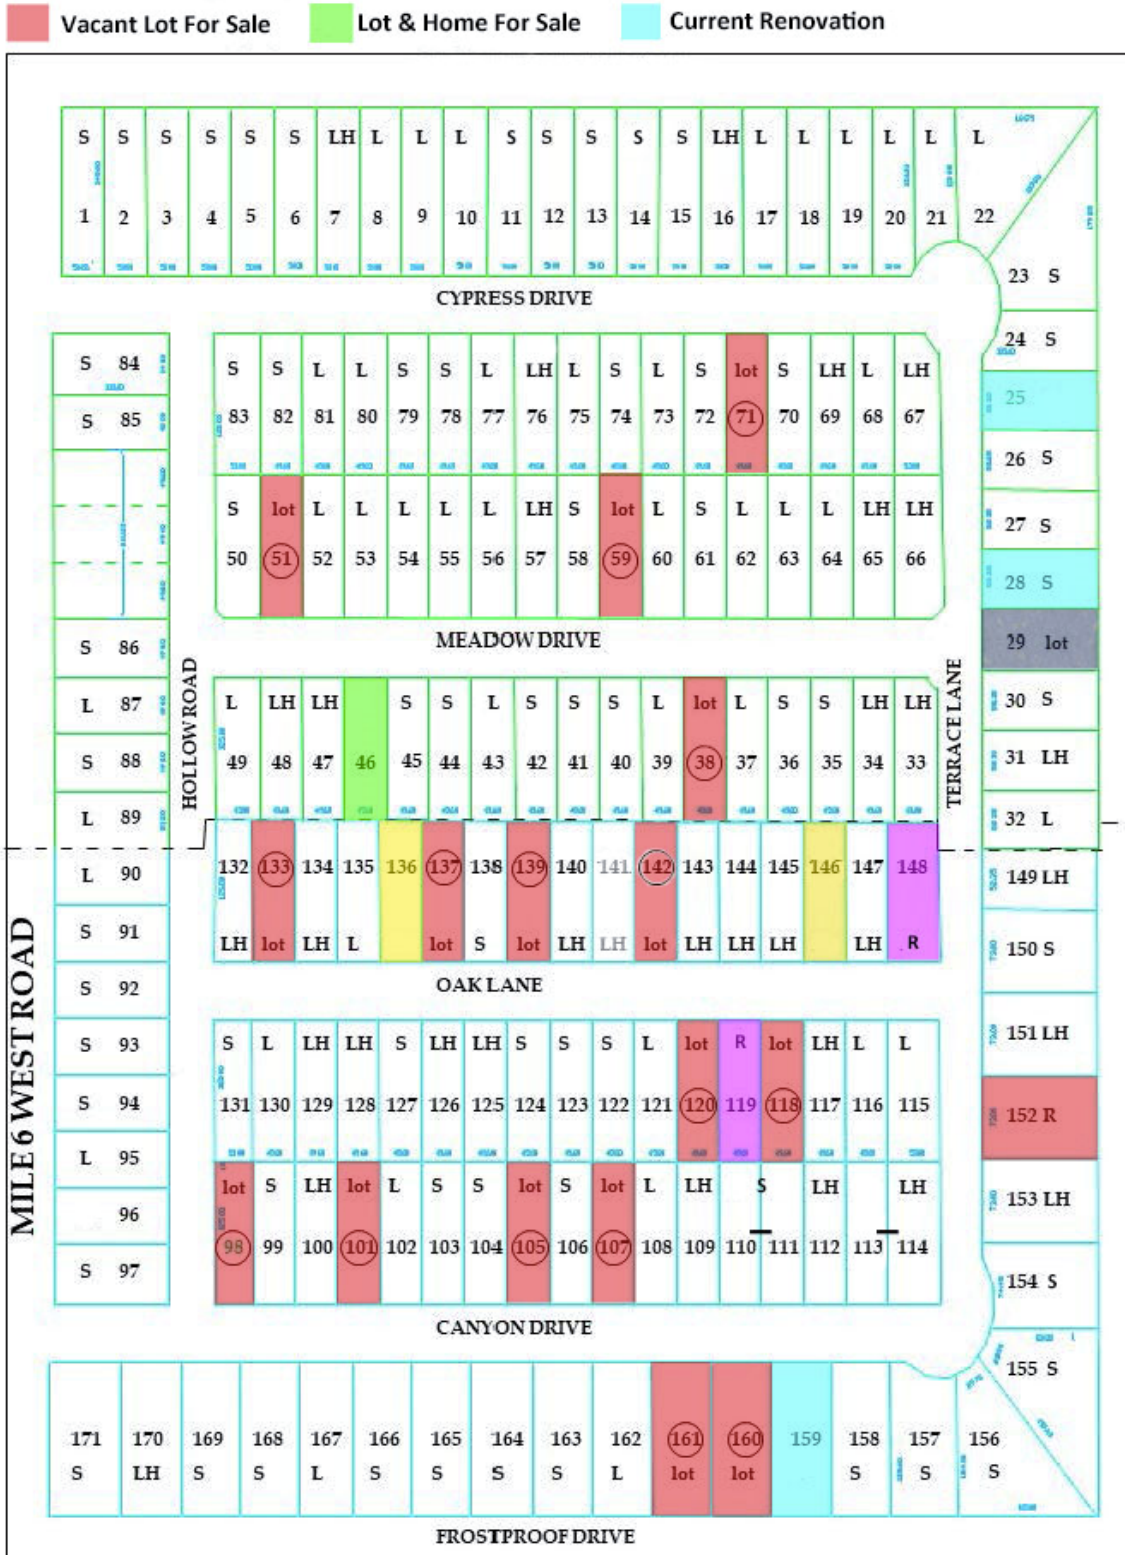 Vacant Lot For Sale Lot & Home For Sale Current Renovation
S S S S S S LH L L L S S S S S LH L L L L L L
1 2 3 4 5 6 7 8 9 10 11 12 13 14 15 16 17 18 19 20 21 22
23 S
CYPRESS DRIVE
24 S
S 84
S S L L S S L LH L S L S lot S LH L LH
25
S 85
83 82 81 80 79 78 77 76 75 74 73 72 71 70 69 68 67
26 S
S lot L L L L L LH S lot L S L L L LH LH
27 S
50 51 52 53 54 55 56 57 58 59 60 61 62 63 64 65 66
28 S
MEADOW DRIVE
29 lot
S 86
HOLLOW ROAD
TERRACE LANE
L 87
L LH LH S S L S S S L lot L S S LH LH
30 S
S 88
49 48 47 46 45 44 43 42 41 40 39 38 37 36 35 34 33
31 LH
L 89
32 L
L 90
132 133 134 135 136 137 138 139 140 141 142 143 144 145 146 147 148
149 LH
S 91
LH lot LH L lot S lot LH LH lot LH LH LH LH R
150 S
OAK LANE
MILE 6 WEST ROAD
S 92
S 93
S L LH LH S LH LH S S S L lot R lot LH L L
151 LH
S 94
131 130 129 128 127 126 125 124 123 122 121 120 119 118 117 116 115
152 R
L 95
lot S LH lot L S S lot S lot L LH S LH LH
153 LH
96
98 99 100 101 102 103 104 105 106 107 108 109 110 111 112 113 114
S 97
154 S
CANYON DRIVE
155 S
171 170 169 168 167 166 165 164 163 162 161 160 159 158 157 156
S LH S S L S S S S L lot lot S S S
FROSTPROOF DRIVE